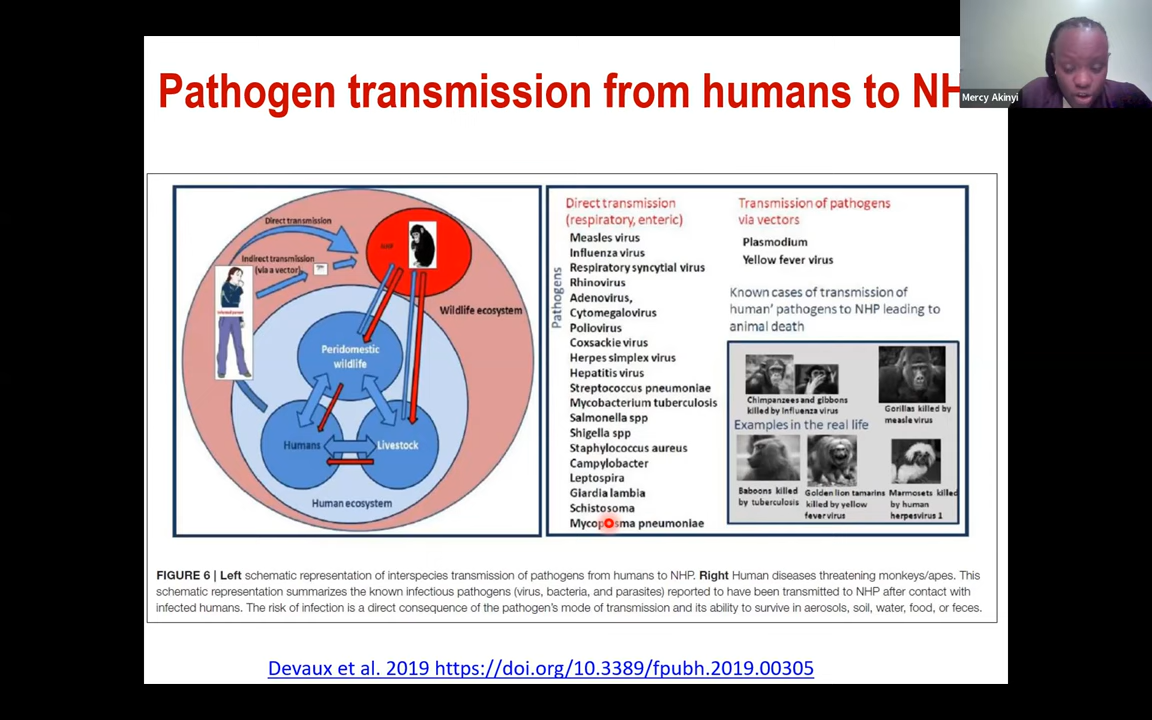 Pathogen transmission from humans to NH
Mercy Akinyi
Direct transmission
Indirect transmission
(via a vector)
Wildlife ecosystem
Peridomestic
wildlife
Humans
Livestock
Human ecosystem
Pathogens
Direct transmission
(respiratory, enteric)
Measles virus
Influenza virus
Respiratory syncytial virus
Rhinovirus
Adenovirus,
Cytomegalovirus
Poliovirus
Coxsackie virus
Herpes simplex virus
Hepatitis virus
Streptococcus pneumoniae
Mycobacterium tuberculosis
Salmonella spp
Shigella spp
Staphylococcus aureus
Campylobacter
Leptospira
Giardia lambia
Schistosoma
Mycoplasma pneumoniae
Transmission of pathogens
via vectors
Plasmodium
Yellow fever virus
Known cases of transmission of
human' pathogens to NHP leading to
animal death
Chimpanzees and gibbons
killed by Influenza virus
Gorillas killed by
measle virus
Examples in the real life
Baboons killed
by tuberculosis
Golden lion tamarins
killed by yellow
fever virus
Marmosets killed
by human
herpesvirus 1
FIGURE 6 | Left schematic representation of interspecies transmission of pathogens from humans to NHP. Right Human diseases threatening monkeys/apes. This
schematic representation summarizes the known infectious pathogens (virus, bacteria, and parasites) reported to have been transmitted to NHP after contact with
infected humans. The risk of infection is a direct consequence of the pathogen's mode of transmission and its ability to survive in aerosols, soil, water, food, or feces.
Devaux et al. 2019 https://doi.org/10.3389/fpubh.2019.00305